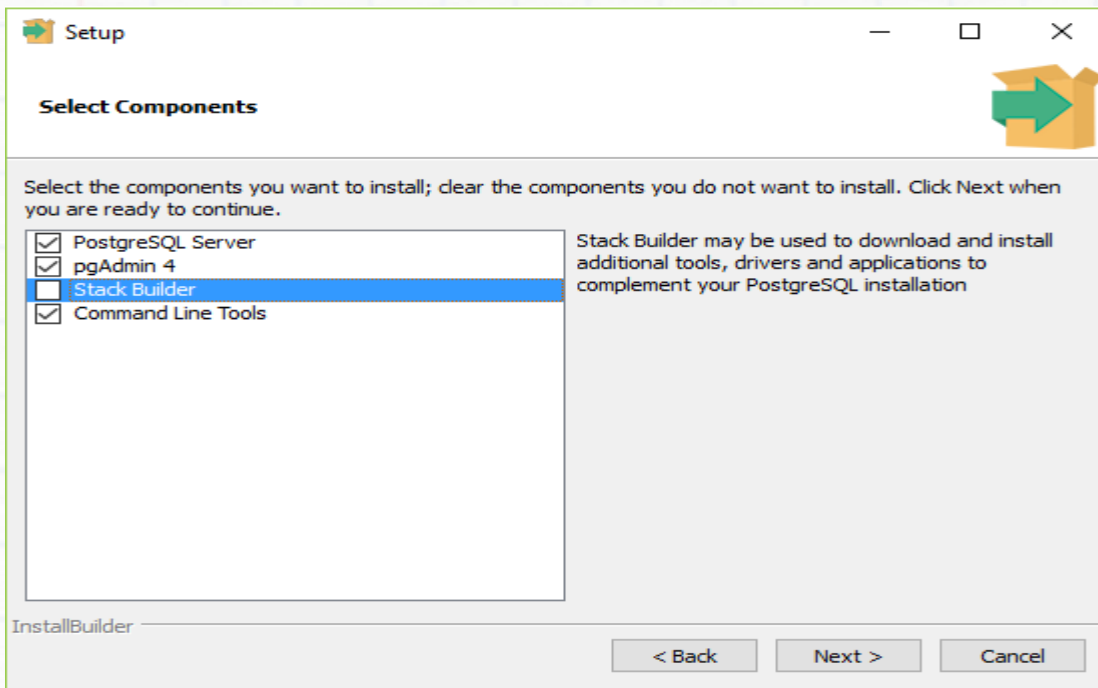 Setup
Select Components
Select the components you want to install; clear the components you do not want to install. Click Next when
you are ready to continue.
PostgreSQL Server
pgAdmin 4
Stack Builder
Command Line Tools
Stack Builder may be used to download and install
additional tools, drivers and applications to
complement your PostgreSQL installation
InstallBuilder
< Back
Next >
Cancel